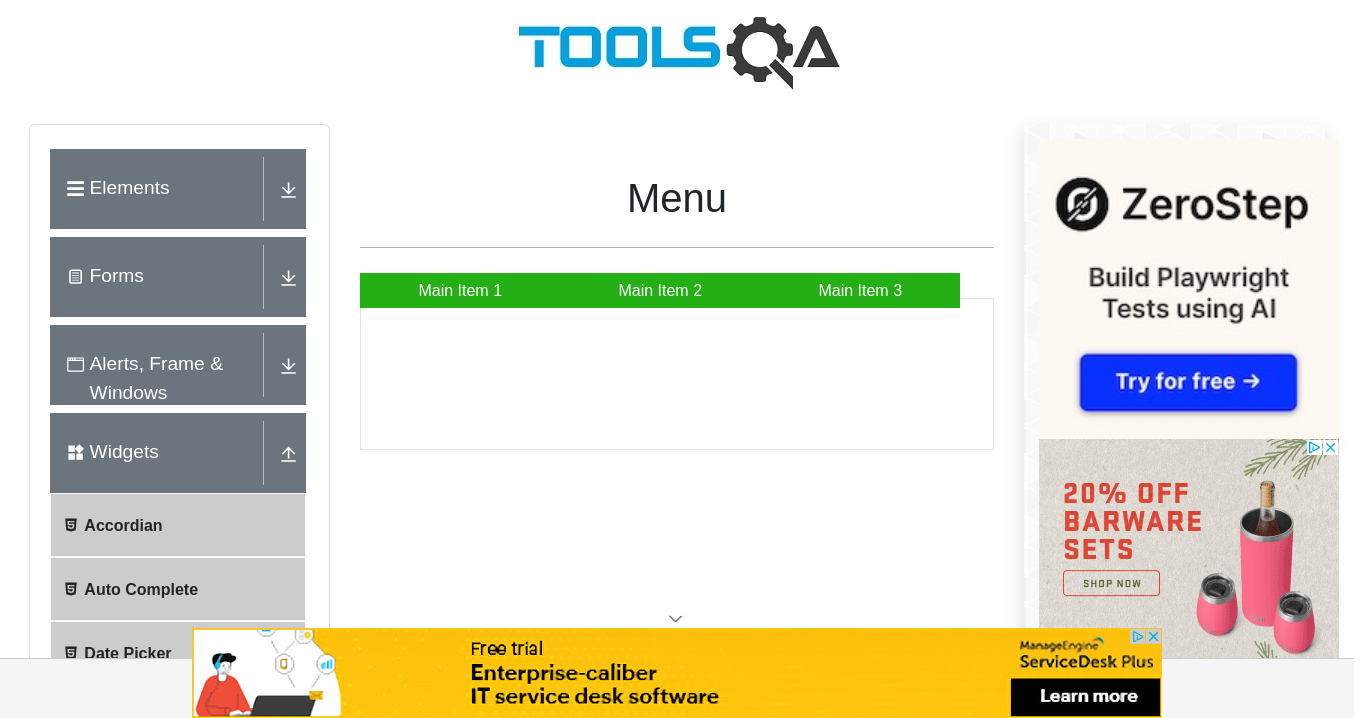 TOOLSQA
Elements
Forms
Alerts, Frame &
Windows
Widgets
Accordian
Auto Complete
Date Picker
Menu
Main Item 1
Main Item 2
Main Item 3
ZeroStep
Build Playwright
Tests using AI
Try for free →
20% OFF
BARWARE
SETS
SHOP NOW
Free trial
Enterprise-caliber
IT service desk software
ManageEngine
ServiceDesk Plus
Learn more